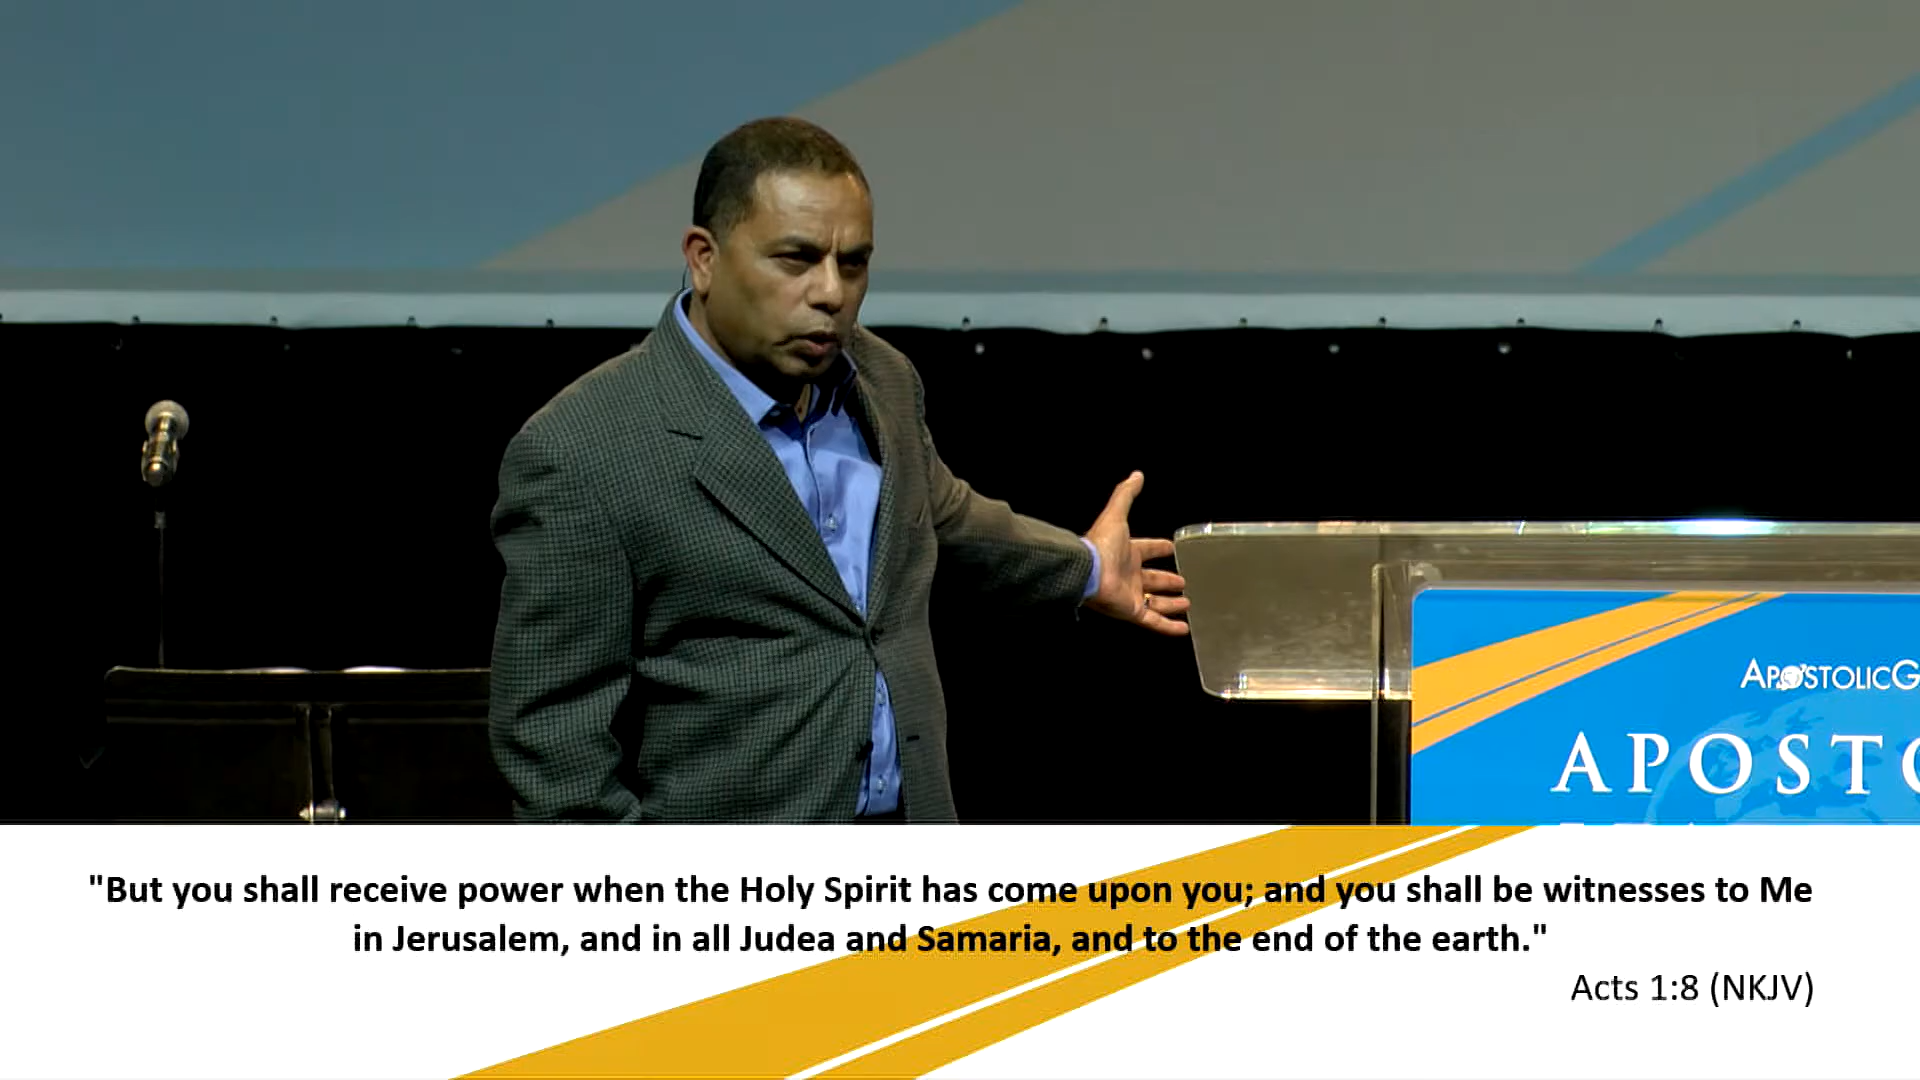 APOSTOLICG
APOSTO
"But you shall receive power when the Holy Spirit has come upon you; and you shall be witnesses to Me
in Jerusalem, and in all Judea and Samaria, and to the end of the earth."
Acts 1:8 (NKJV)